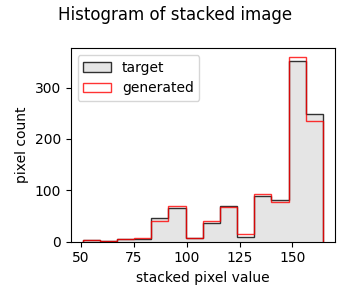 Histogram of stacked image
target
generated
pixel count
300
200
100
0
50
75
100
125
150
stacked pixel value